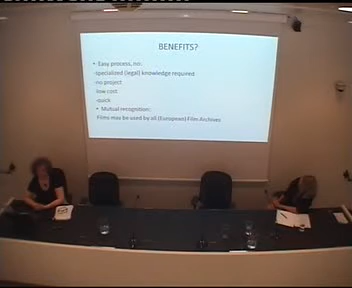 BENEFITS?
• Easy process, no:
-specialized (legal) knowledge required
-no project
-low cost
-quick
• Mutual recognition:
Films may be used by all (European) Film Archives